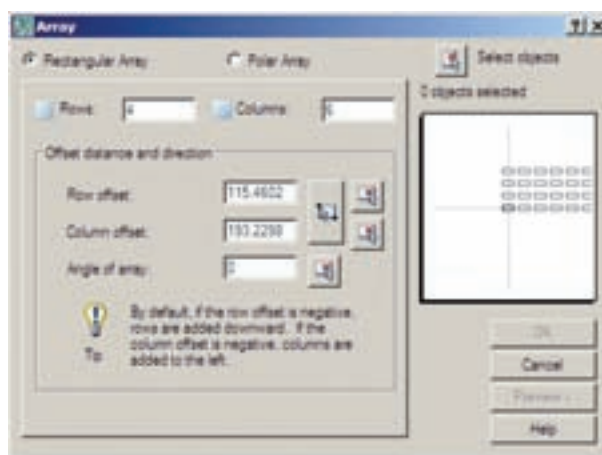 Array
Rectangular Array
Polar Array
Select objects
0 objects selected
Rows:
4
Columns:
6
Offset distance and direction
Row offset:
115.4602
Column offset:
193.2298
Angle of array:
0
By default, if the row offset is negative,
rows are added downward. If the
column offset is negative, columns are
added to the left.
Tip
OK
Cancel
Preview <
Help